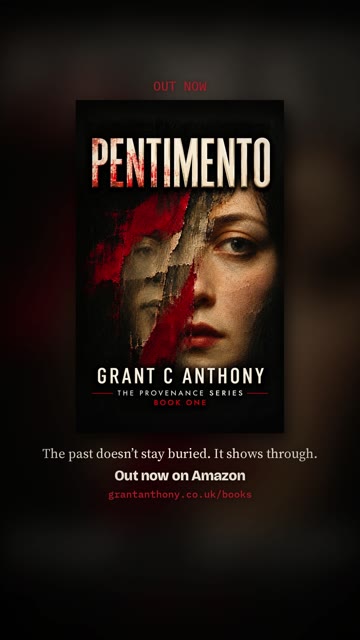 OUT NOW
PENTIMENTO
GRANT C ANTHONY
THE PROVENANCE SERIES
BOOK ONE
The past doesn’t stay buried. It shows through.
Out now on Amazon
grantanthony.co.uk/books